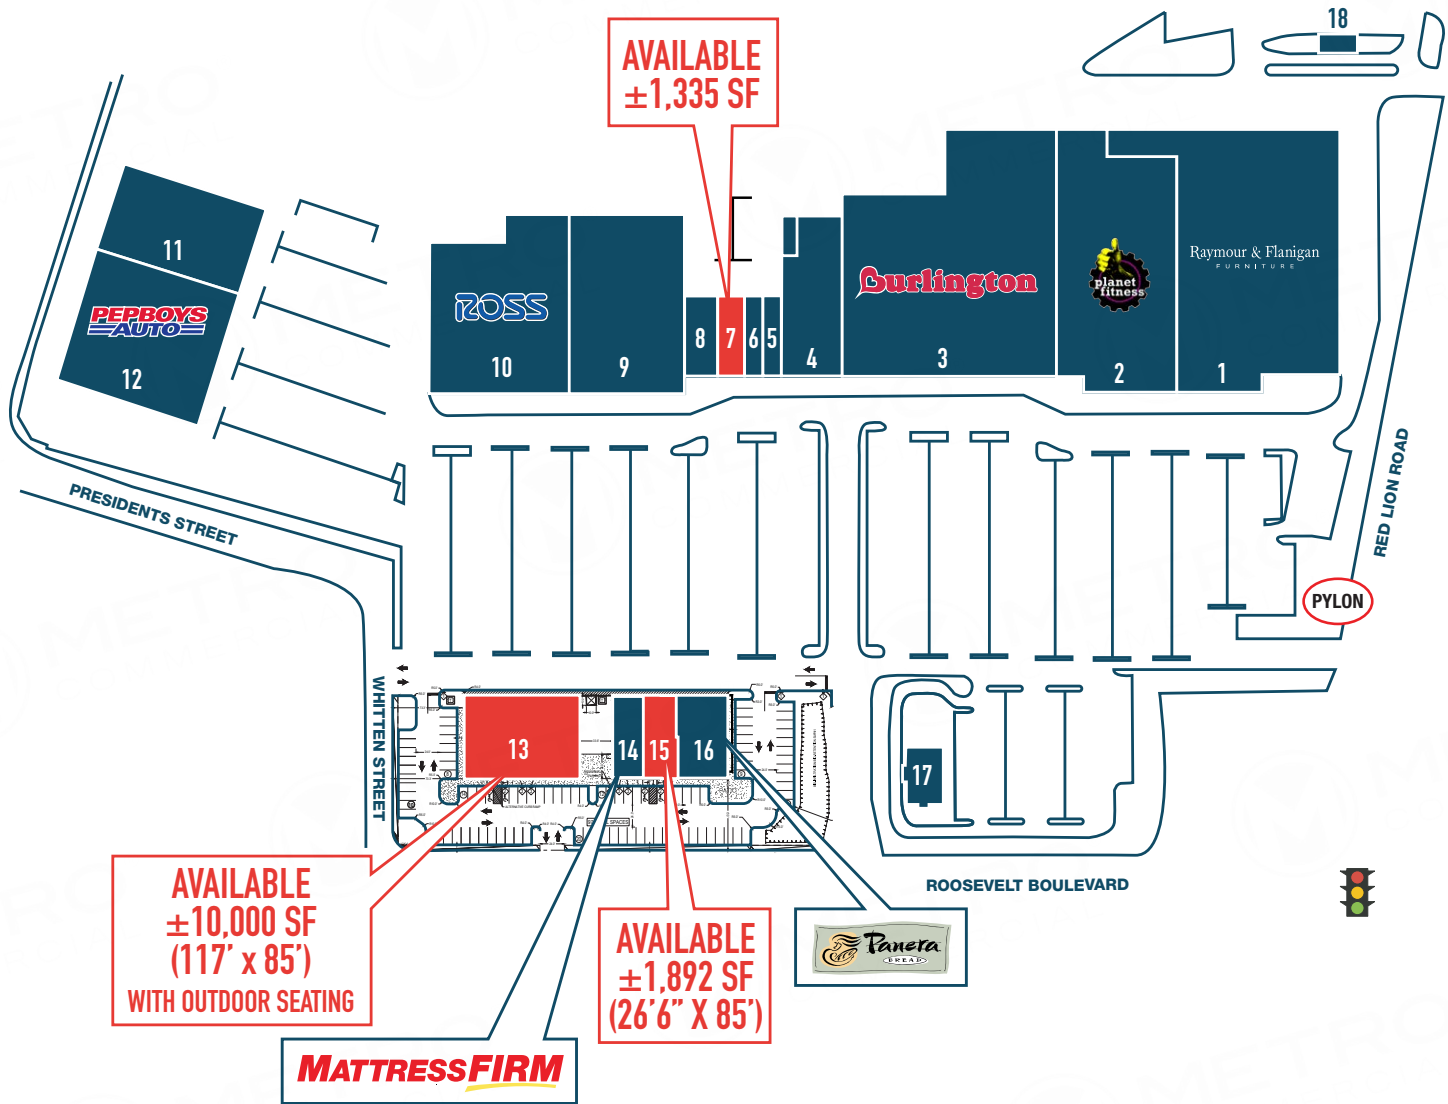 18
AVAILABLE
±1,335 SF
11
PEPBOYS
AUTO
12
ROSS
10
9
8
7
6
5
4
Burlington
3
planet
fitness
2
Raymour & Flanigan
FURNITURE
1
PRESIDENTS STREET
RED LION ROAD
PYLON
WHITTEN STREET
13
14
15
16
17
ROOSEVELT BOULEVARD
AVAILABLE
±10,000 SF
(117' x 85')
WITH OUTDOOR SEATING
AVAILABLE
±1,892 SF
(26'6" X 85')
Panera
BREAD
MATTRESSFIRM
METRO